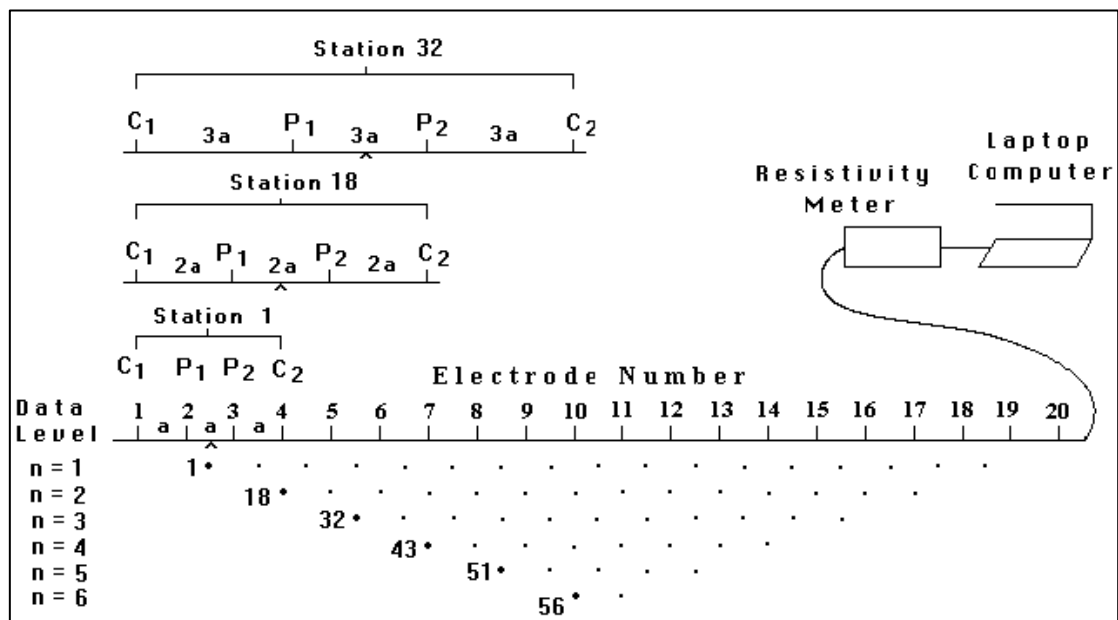 Station 32
C1 3a P1 3a P2 3a C2
Station 18
C1 2a P1 2a P2 2a C2
Station 1
C1 P1 P2 C2
Laptop
Computer
Resistivity
Meter
Electrode Number
Data
Level
1 2 3 4 5 6 7 8 9 10 11 12 13 14 15 16 17 18 19 20
a a a
n = 1 1
n = 2 18
n = 3 32
n = 4 43
n = 5 51
n = 6 56